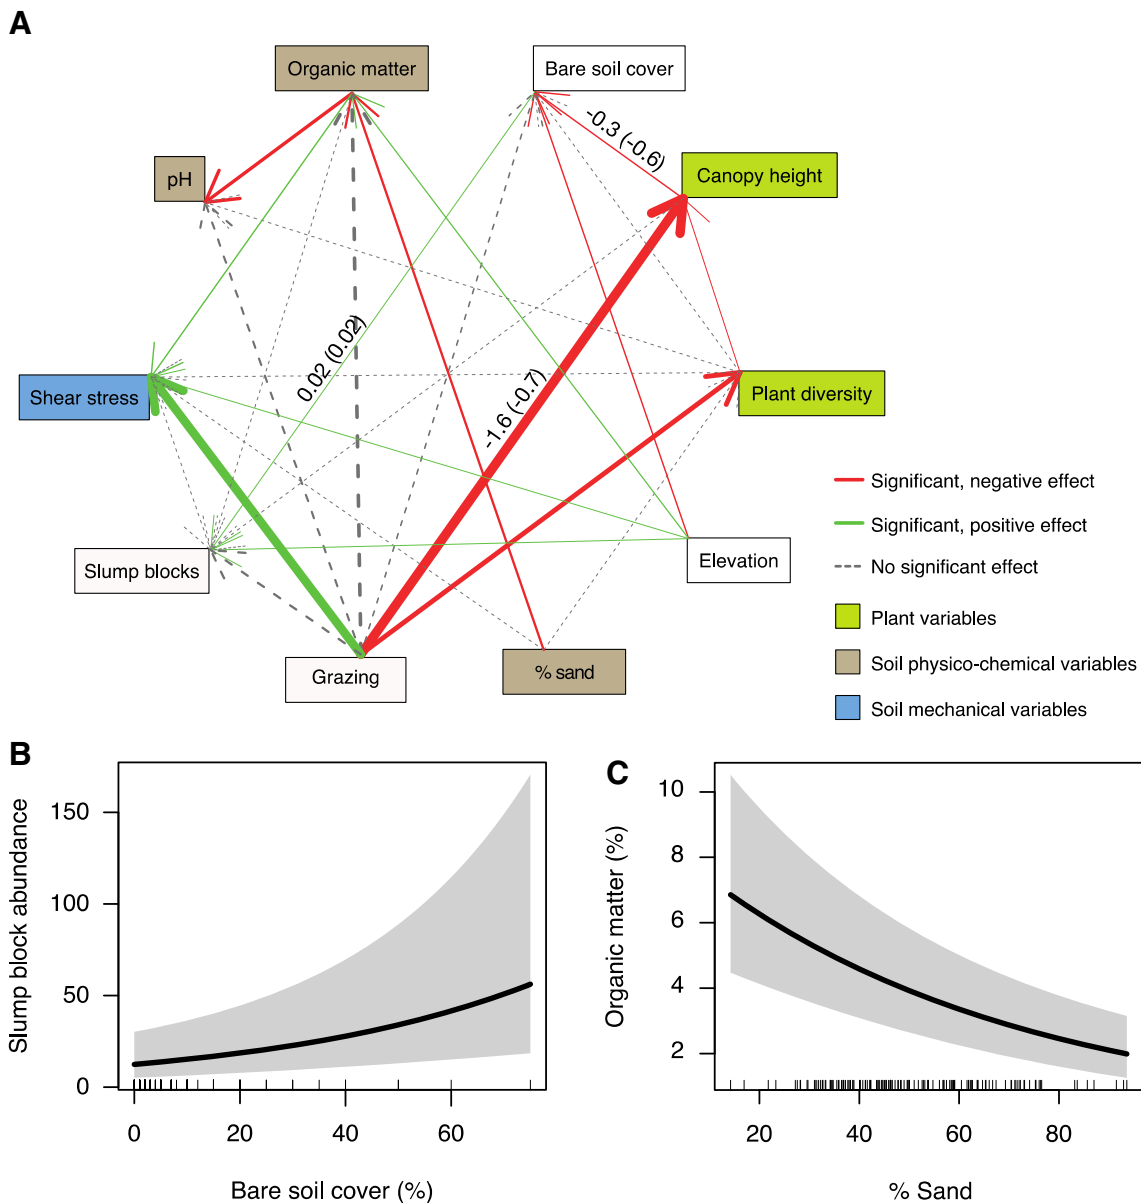 A
Organic matter
Bare soil cover
-0.3 (-0.6)
pH
Canopy height
0.02 (0.02)
-1.6 (-0.7)
Shear stress
Plant diversity
Slump blocks
Elevation
Grazing
% sand
Significant, negative effect
Significant, positive effect
No significant effect
Plant variables
Soil physico-chemical variables
Soil mechanical variables
B
Slump block abundance
150
100
50
0
0 20 40 60
Bare soil cover (%)
C
Organic matter (%)
10
8
6
4
2
20 40 60 80
% Sand